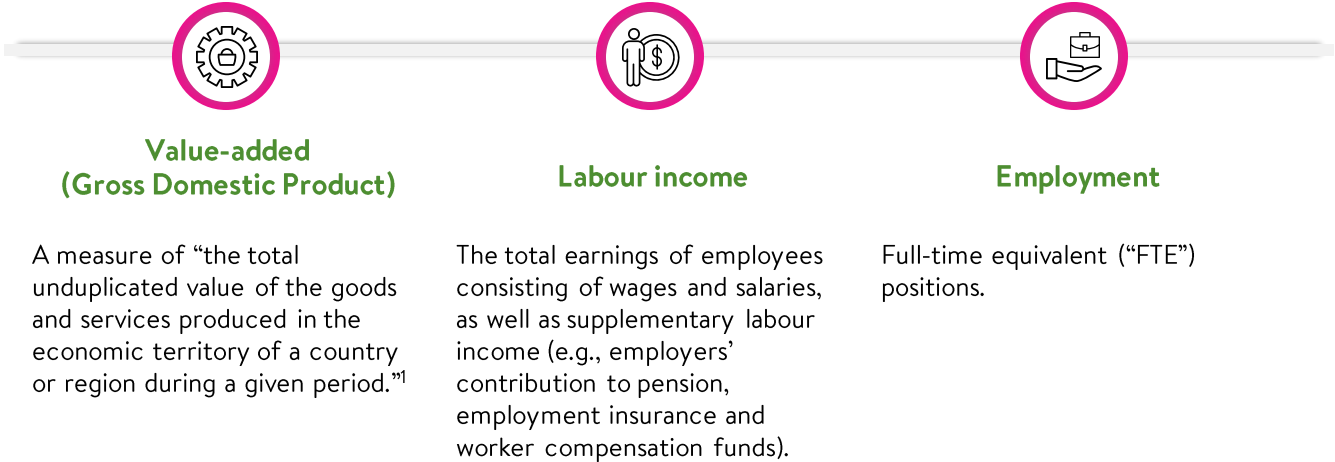 Value-added
(Gross Domestic Product)
A measure of “the total
unduplicated value of the goods
and services produced in the
economic territory of a country
or region during a given period.”1
Labour income
The total earnings of employees
consisting of wages and salaries,
as well as supplementary labour
income (e.g., employers’
contribution to pension,
employment insurance and
worker compensation funds).
Employment
Full-time equivalent (“FTE”)
positions.